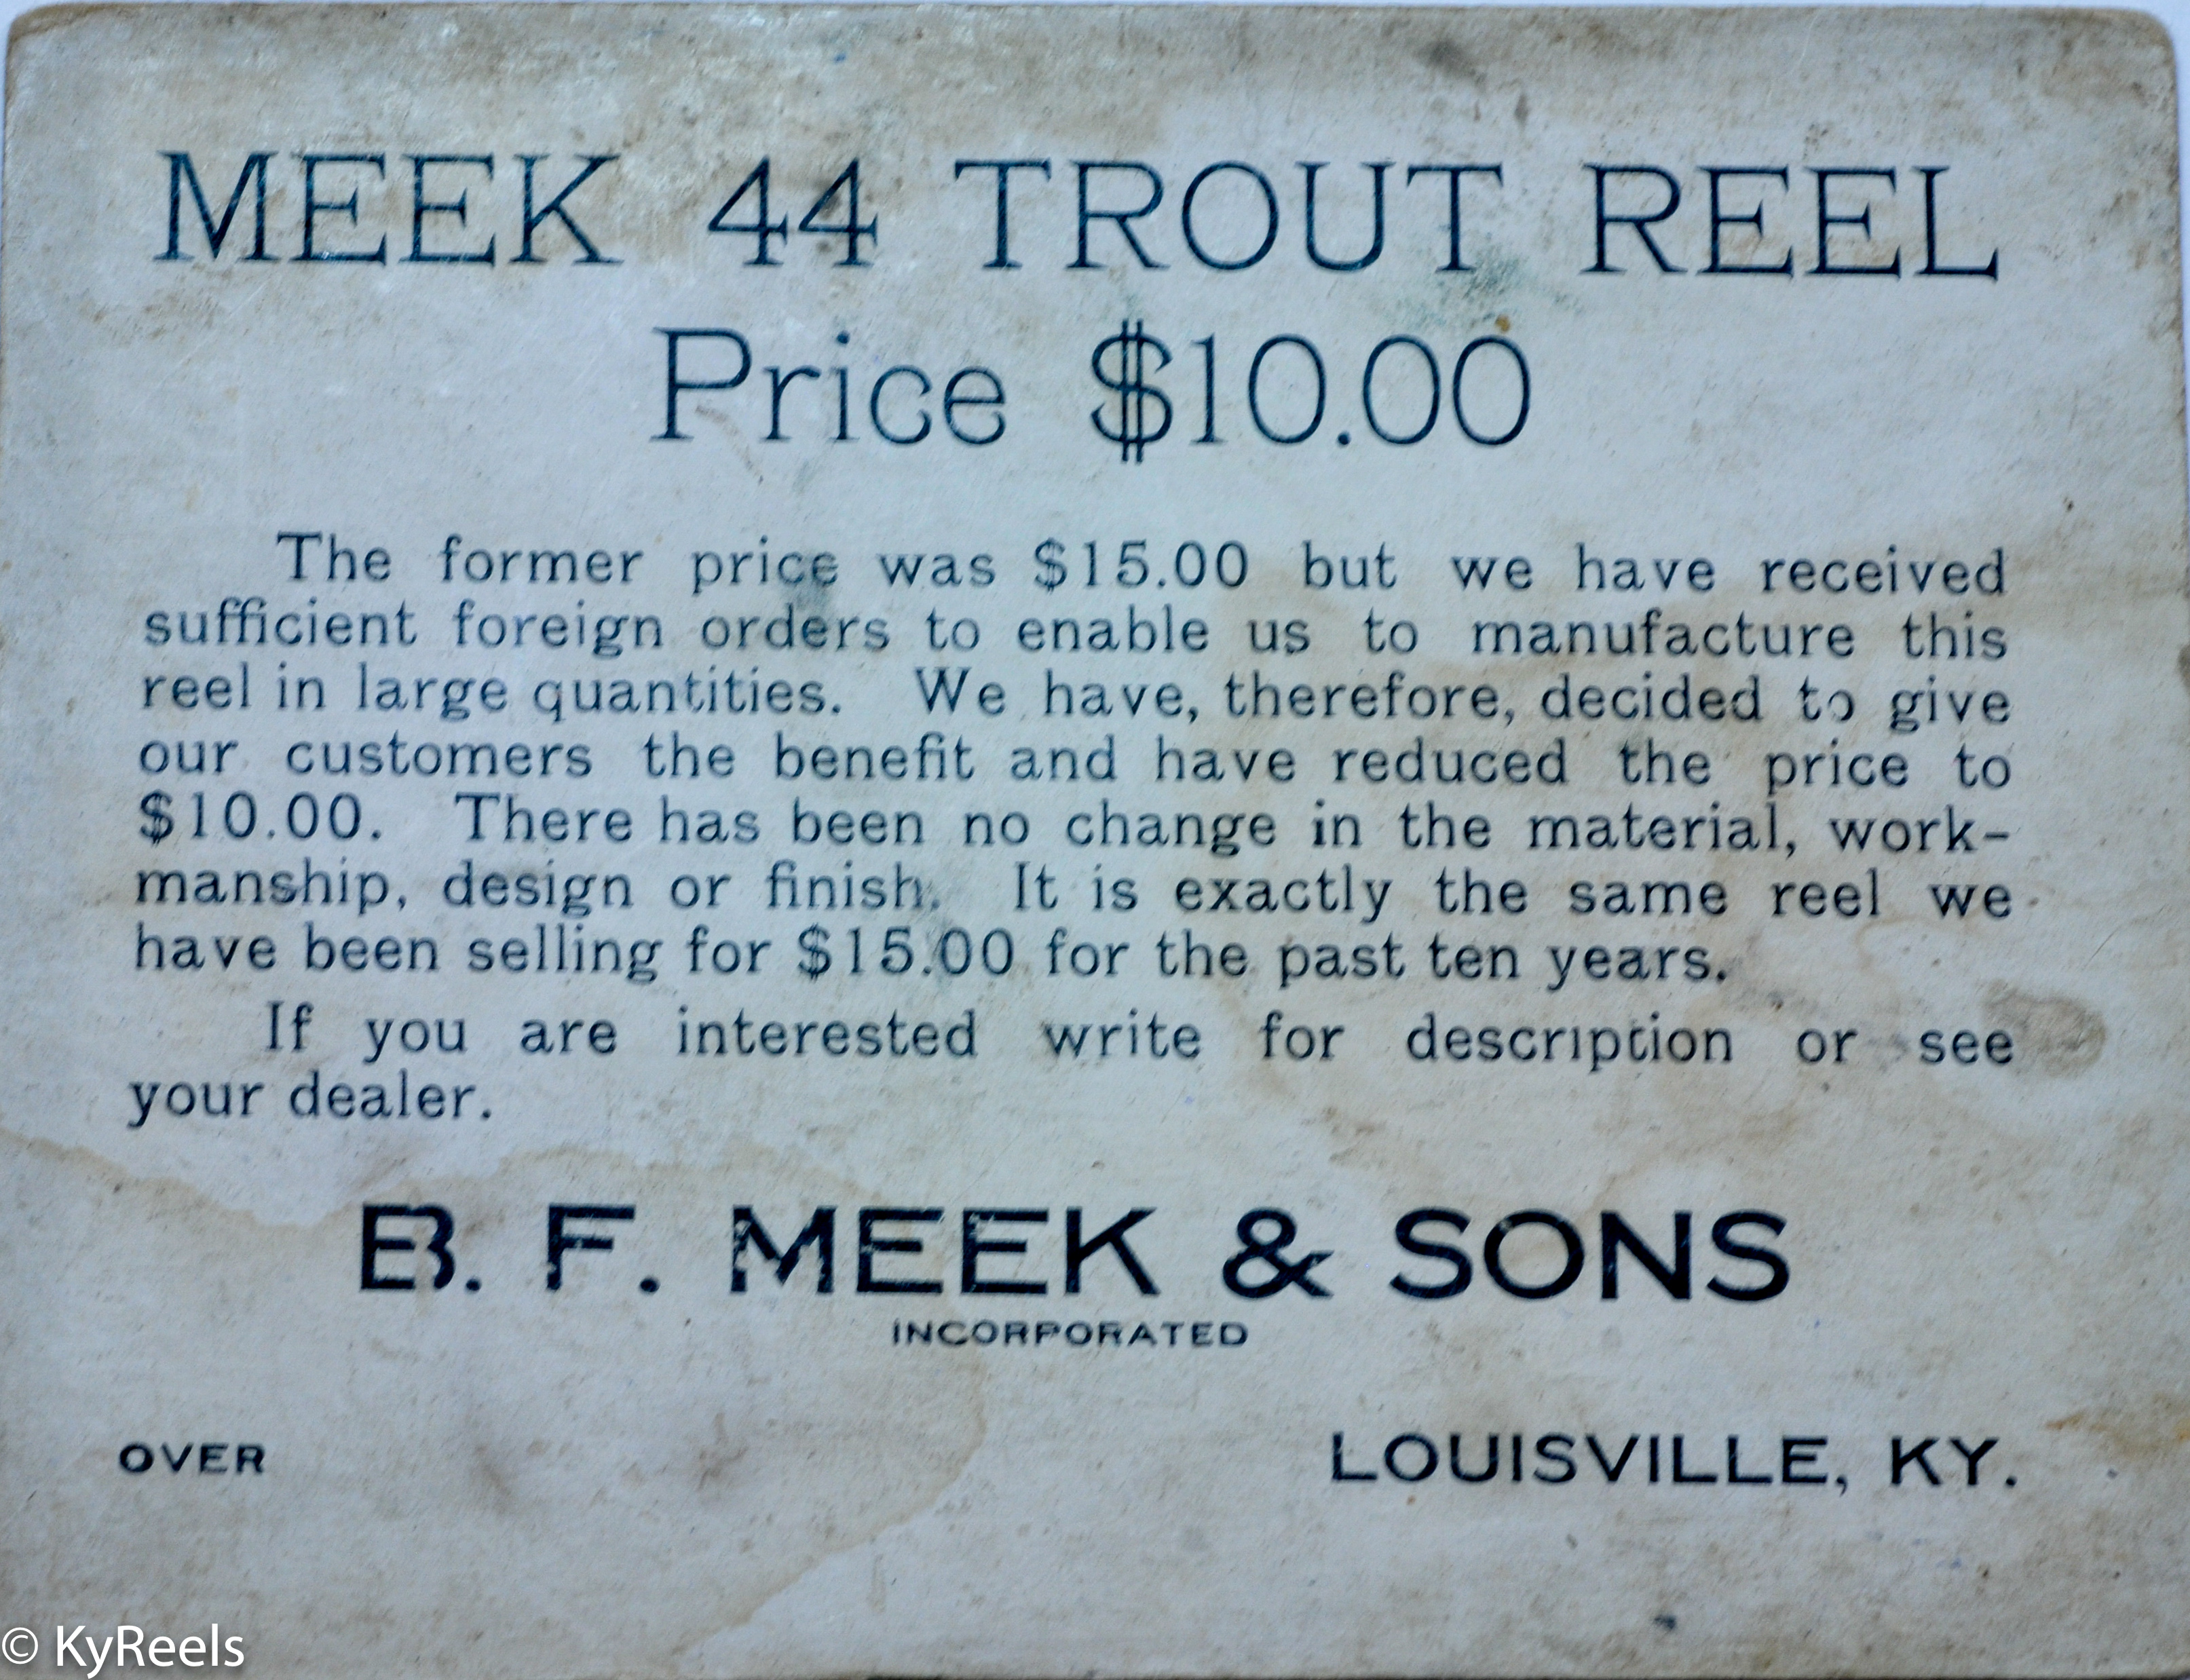 MEEK 44 TROUT REEL
Price $10.00
The former price was $15.00 but we have received
sufficient foreign orders to enable us to manufacture this
reel in large quantities. We have, therefore, decided to give
our customers the benefit and have reduced the price to
$10.00. There has been no change in the material, work-
manship, design or finish. It is exactly the same reel we
have been selling for $15.00 for the past ten years.
If you are interested write for description or see
your dealer.
B. F. MEEK & SONS
INCORPORATED
OVER LOUISVILLE, KY.
© KyReels